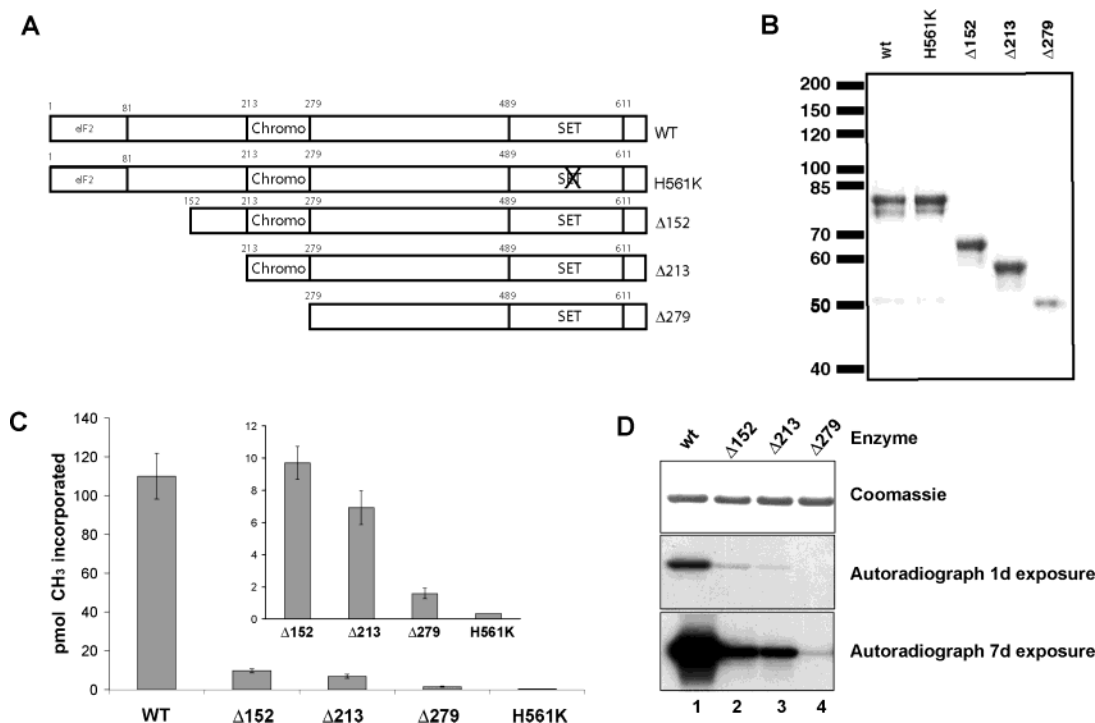 A
1 81 213 279 489 611
eIF2 Chromo SET WT
1 81 213 279 489 611
eIF2 Chromo SET H561K
152 213 279 489 611
Chromo SET Δ152
213 279 489 611
Chromo SET Δ213
279 489 611
SET Δ279
B
wt H561K Δ152 Δ213 Δ279
200
150
120
100
85
70
60
50
40
C
pmol CH₃ incorporated
140
120
100
80
60
40
20
0
WT Δ152 Δ213 Δ279 H561K
12
10
8
6
4
2
0
Δ152 Δ213 Δ279 H561K
D
wt Δ152 Δ213 Δ279 Enzyme
Coomassie
Autoradiograph 1d exposure
Autoradiograph 7d exposure
1 2 3 4